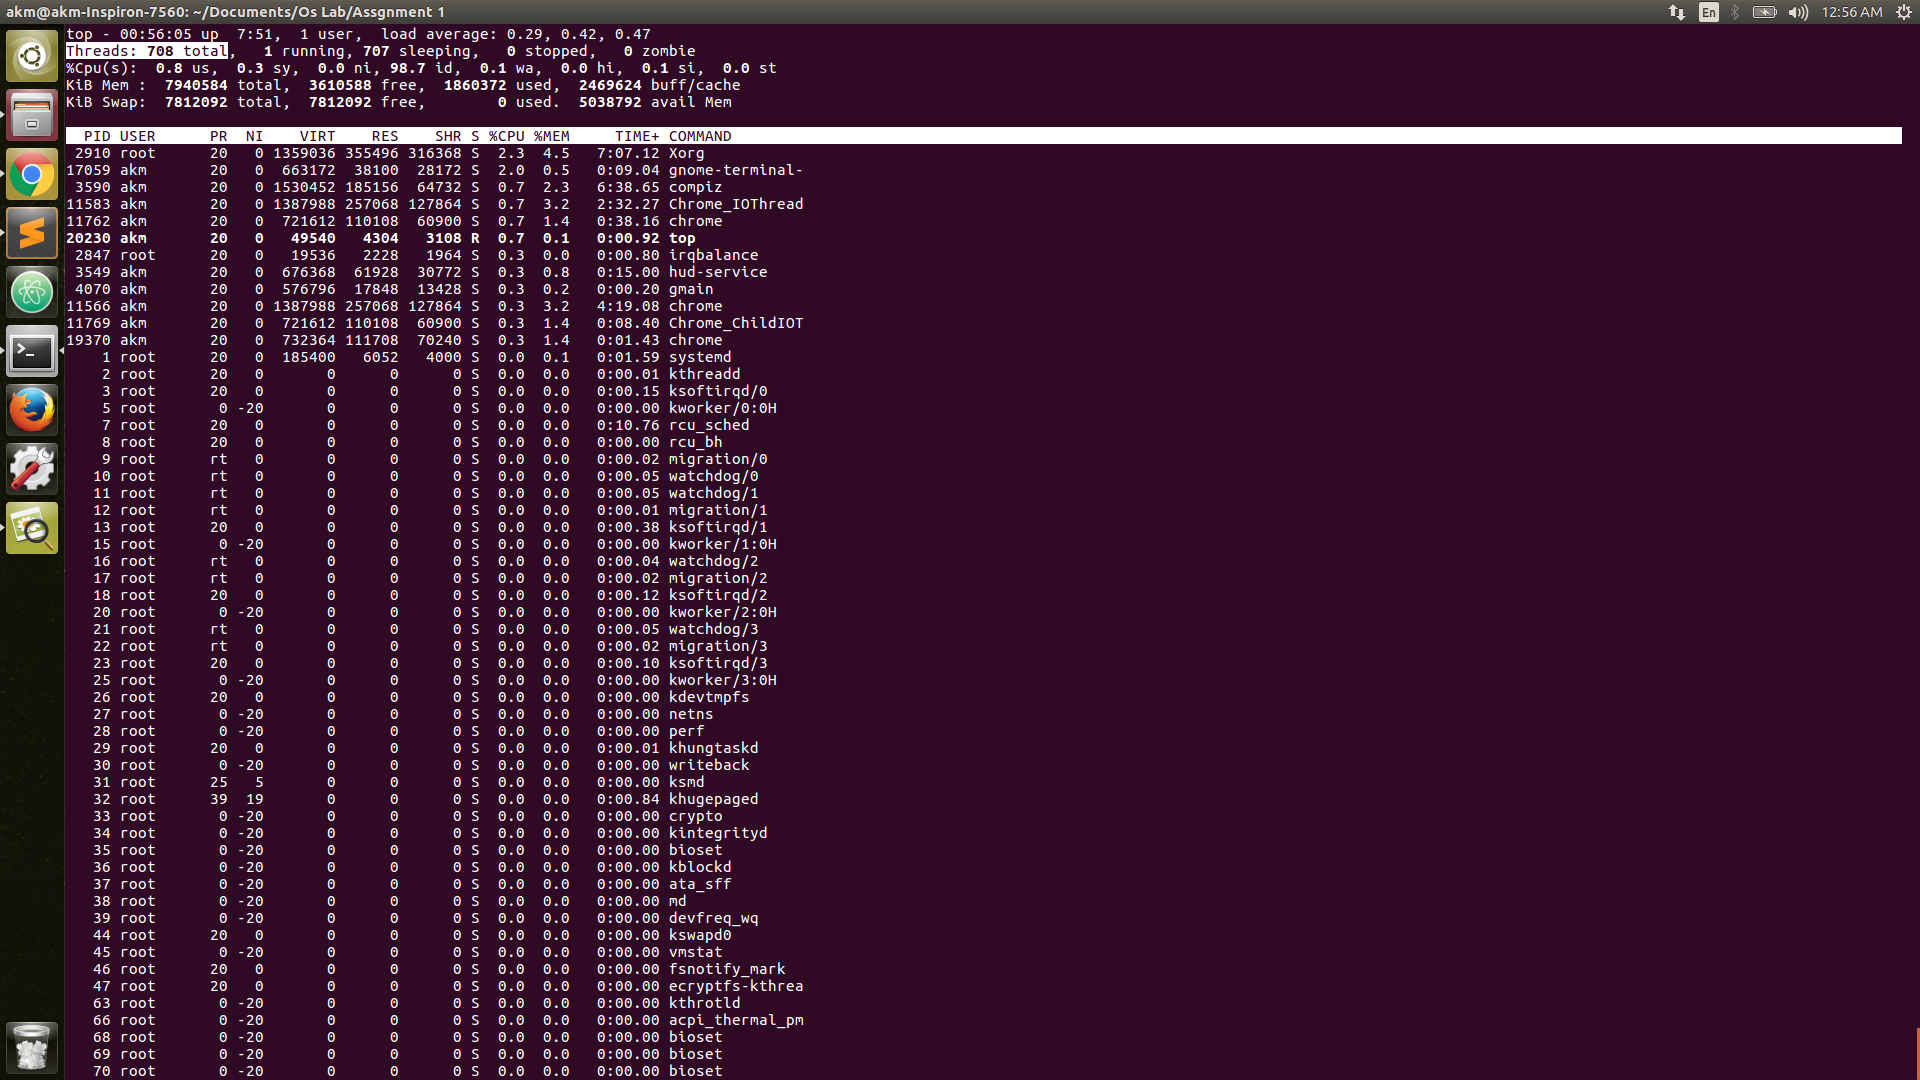 akm@akm-Inspiron-7560: ~/Documents/Os Lab/Assgnment 1 En 12:56 AM
top - 00:56:05 up  7:51,  1 user,  load average: 0.29, 0.42, 0.47
Threads: 708 total,   1 running, 707 sleeping,   0 stopped,   0 zombie
%Cpu(s):  0.8 us,  0.3 sy,  0.0 ni, 98.7 id,  0.1 wa,  0.0 hi,  0.1 si,  0.0 st
KiB Mem :  7940584 total,  3610588 free,  1860372 used,  2469624 buff/cache
KiB Swap:  7812092 total,  7812092 free,        0 used.  5038792 avail Mem
PID USER PR NI VIRT RES SHR S %CPU %MEM TIME+ COMMAND
2910 root 20 0 1359036 355496 316368 S 2.3 4.5 7:07.12 Xorg
17059 akm 20 0 663172 38100 28172 S 2.0 0.5 0:09.04 gnome-terminal-
3590 akm 20 0 1530452 185156 64732 S 0.7 2.3 6:38.65 compiz
11583 akm 20 0 1387988 257068 127864 S 0.7 3.2 2:32.27 Chrome_IOThread
11762 akm 20 0 721612 110108 60900 S 0.7 1.4 0:38.16 chrome
20230 akm 20 0 49540 4304 3108 R 0.7 0.1 0:00.92 top
2847 root 20 0 19536 2228 1964 S 0.3 0.0 0:00.80 irqbalance
3549 akm 20 0 676368 61928 30772 S 0.3 0.8 0:15.00 hud-service
4070 akm 20 0 576796 17848 13428 S 0.3 0.2 0:00.20 gmain
11566 akm 20 0 1387988 257068 127864 S 0.3 3.2 4:19.08 chrome
11769 akm 20 0 721612 110108 60900 S 0.3 1.4 0:08.40 Chrome_ChildIOT
19370 akm 20 0 732364 111708 70240 S 0.3 1.4 0:01.43 chrome
1 root 20 0 185400 6052 4000 S 0.0 0.1 0:01.59 systemd
2 root 20 0 0 0 0 S 0.0 0.0 0:00.01 kthreadd
3 root 20 0 0 0 0 S 0.0 0.0 0:00.15 ksoftirqd/0
5 root 0 -20 0 0 0 S 0.0 0.0 0:00.00 kworker/0:0H
7 root 20 0 0 0 0 S 0.0 0.0 0:10.76 rcu_sched
8 root 20 0 0 0 0 S 0.0 0.0 0:00.00 rcu_bh
9 root rt 0 0 0 0 S 0.0 0.0 0:00.02 migration/0
10 root rt 0 0 0 0 S 0.0 0.0 0:00.05 watchdog/0
11 root rt 0 0 0 0 S 0.0 0.0 0:00.05 watchdog/1
12 root rt 0 0 0 0 S 0.0 0.0 0:00.01 migration/1
13 root 20 0 0 0 0 S 0.0 0.0 0:00.38 ksoftirqd/1
15 root 0 -20 0 0 0 S 0.0 0.0 0:00.00 kworker/1:0H
16 root rt 0 0 0 0 S 0.0 0.0 0:00.04 watchdog/2
17 root rt 0 0 0 0 S 0.0 0.0 0:00.02 migration/2
18 root 20 0 0 0 0 S 0.0 0.0 0:00.12 ksoftirqd/2
20 root 0 -20 0 0 0 S 0.0 0.0 0:00.00 kworker/2:0H
21 root rt 0 0 0 0 S 0.0 0.0 0:00.05 watchdog/3
22 root rt 0 0 0 0 S 0.0 0.0 0:00.02 migration/3
23 root 20 0 0 0 0 S 0.0 0.0 0:00.10 ksoftirqd/3
25 root 0 -20 0 0 0 S 0.0 0.0 0:00.00 kworker/3:0H
26 root 20 0 0 0 0 S 0.0 0.0 0:00.00 kdevtmpfs
27 root 0 -20 0 0 0 S 0.0 0.0 0:00.00 netns
28 root 0 -20 0 0 0 S 0.0 0.0 0:00.00 perf
29 root 20 0 0 0 0 S 0.0 0.0 0:00.01 khungtaskd
30 root 0 -20 0 0 0 S 0.0 0.0 0:00.00 writeback
31 root 25 5 0 0 0 S 0.0 0.0 0:00.00 ksmd
32 root 39 19 0 0 0 S 0.0 0.0 0:00.84 khugepaged
33 root 0 -20 0 0 0 S 0.0 0.0 0:00.00 crypto
34 root 0 -20 0 0 0 S 0.0 0.0 0:00.00 kintegrityd
35 root 0 -20 0 0 0 S 0.0 0.0 0:00.00 bioset
36 root 0 -20 0 0 0 S 0.0 0.0 0:00.00 kblockd
37 root 0 -20 0 0 0 S 0.0 0.0 0:00.00 ata_sff
38 root 0 -20 0 0 0 S 0.0 0.0 0:00.00 md
39 root 0 -20 0 0 0 S 0.0 0.0 0:00.00 devfreq_wq
44 root 20 0 0 0 0 S 0.0 0.0 0:00.00 kswapd0
45 root 0 -20 0 0 0 S 0.0 0.0 0:00.00 vmstat
46 root 20 0 0 0 0 S 0.0 0.0 0:00.00 fsnotify_mark
47 root 20 0 0 0 0 S 0.0 0.0 0:00.00 ecryptfs-kthrea
63 root 0 -20 0 0 0 S 0.0 0.0 0:00.00 kthrotld
66 root 0 -20 0 0 0 S 0.0 0.0 0:00.00 acpi_thermal_pm
68 root 0 -20 0 0 0 S 0.0 0.0 0:00.00 bioset
69 root 0 -20 0 0 0 S 0.0 0.0 0:00.00 bioset
70 root 0 -20 0 0 0 S 0.0 0.0 0:00.00 bioset